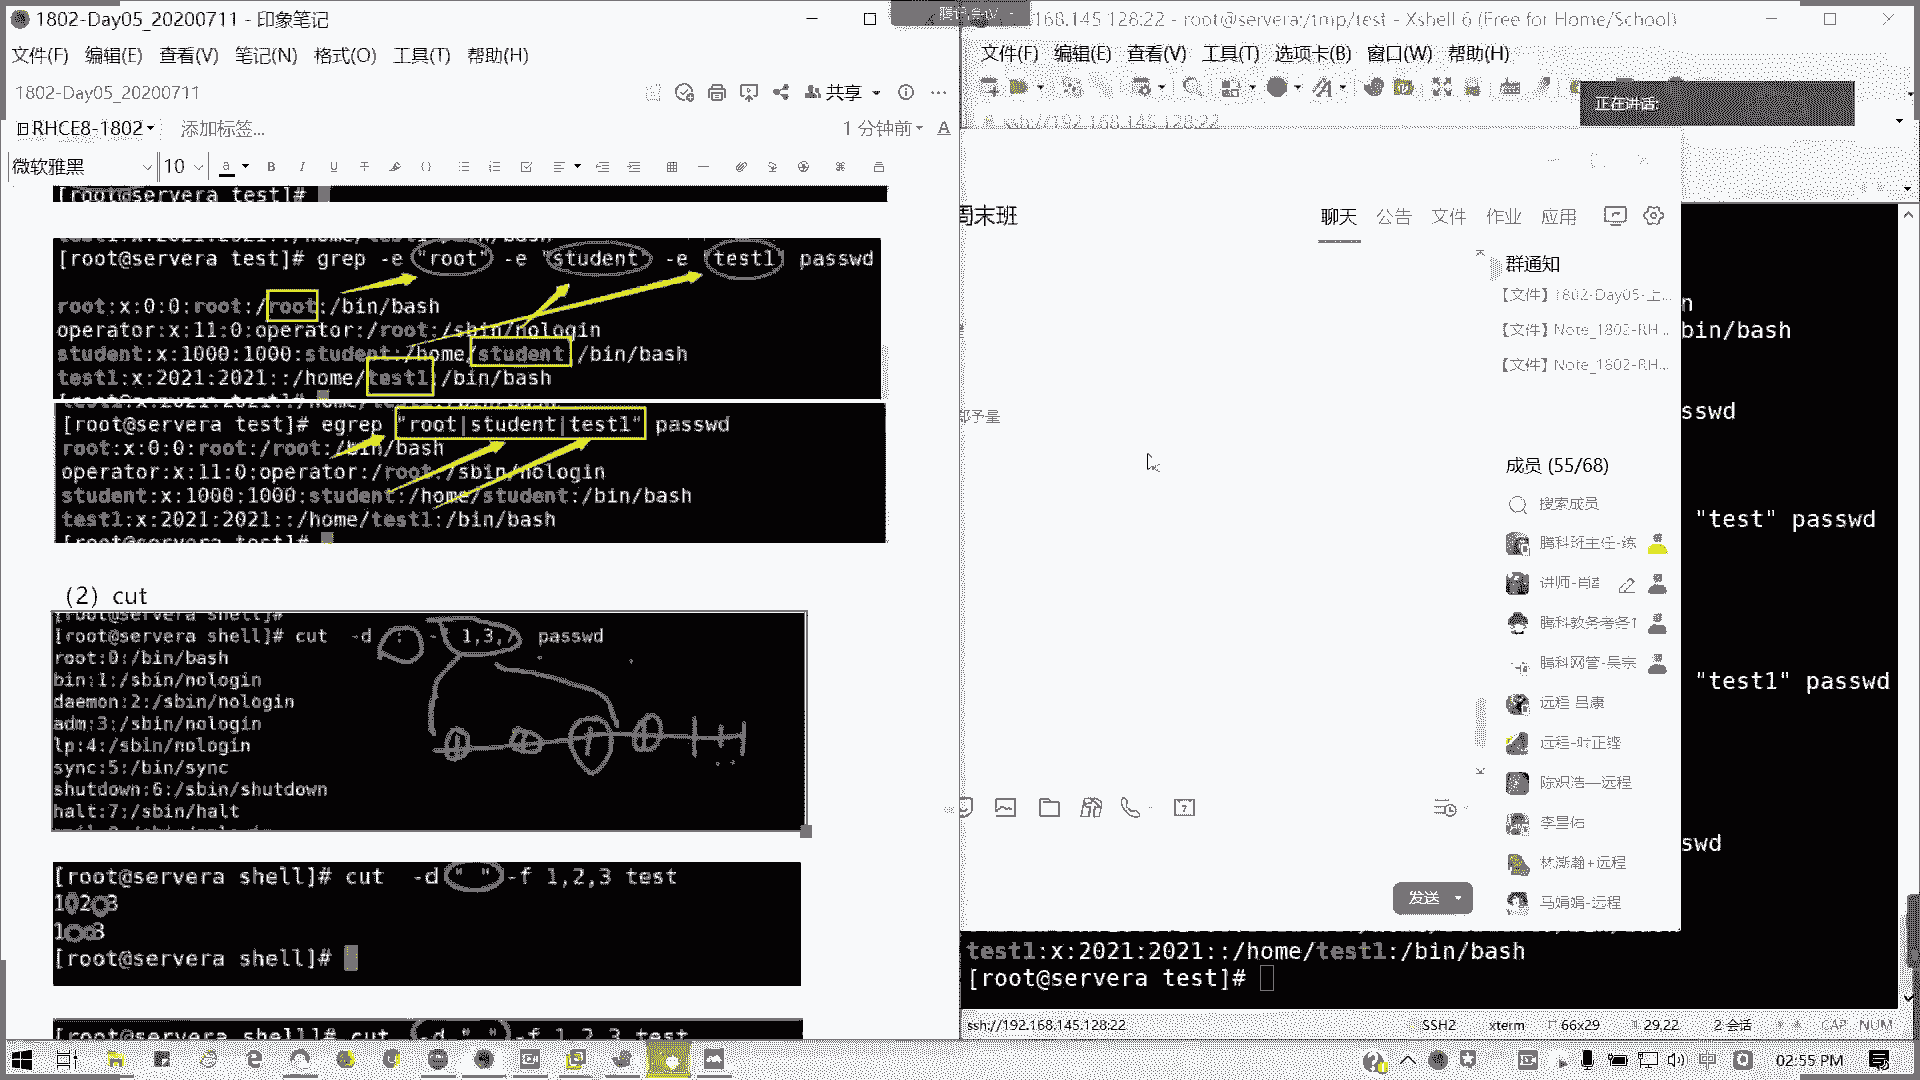 1802-Day05_20200711 - 印象笔记
文件(F) 编辑(E) 查看(V) 笔记(N) 格式(O) 工具(T) 帮助(H)
1802-Day05_20200711
共享
RHCE8-1802
添加标签...
1 分钟前
微软雅黑
10
[root@servera test]#
[root@servera test]# grep -e "root" -e "student" -e "test1" passwd
root:x:0:0:root:/root:/bin/bash
operator:x:11:0:operator:/root:/sbin/nologin
student:x:1000:1000:student:/home/student:/bin/bash
test1:x:2021:2021::/home/test1:/bin/bash
[root@servera test]# egrep "root|student|test1" passwd
root:x:0:0:root:/root:/bin/bash
operator:x:11:0:operator:/root:/sbin/nologin
student:x:1000:1000:student:/home/student:/bin/bash
test1:x:2021:2021::/home/test1:/bin/bash
[root@servera test]#
（2）cut
[root@servera shell]#
[root@servera shell]# cut -d : 1,3,7 passwd
root:0:/bin/bash
bin:1:/sbin/nologin
daemon:2:/sbin/nologin
adm:3:/sbin/nologin
lp:4:/sbin/nologin
sync:5:/bin/sync
shutdown:6:/sbin/shutdown
halt:7:/sbin/halt
[root@servera shell]# cut -d " " -f 1,2,3 test
[root@servera shell]#
[root@servera shell]# cut -d " " -f 1,2,3 test
168.145.128:22 - root@servera:/tmp/test - Xshell 6 (Free for Home/School)
文件(F) 编辑(E) 查看(V) 工具(T) 选项卡(B) 窗口(W) 帮助(H)
正在讲话:
ssh://192.168.145.128:22
周末班
聊天 公告 文件 作业 应用
群通知
【文件】1802-Day05-上...
【文件】Note_1802-RH...
【文件】Note_1802-RH...
成员 (55/68)
搜索成员
腾科班主任-练
讲师-肖
腾科教务考务1
腾科网管-吴宗
远程 吕康
远程-叶正铿
陈炽浩—远程
李昱佑
林渐瀚+远程
马娟娟-远程
发送
bin/bash
sswd
"test" passwd
"test1" passwd
swd
test1:x:2021:2021::/home/test1:/bin/bash
[root@servera test]#
ssh://192.168.145.128:22
SSH2
xterm
66x29
29,22
2 会话
CAP NUM
02:55 PM